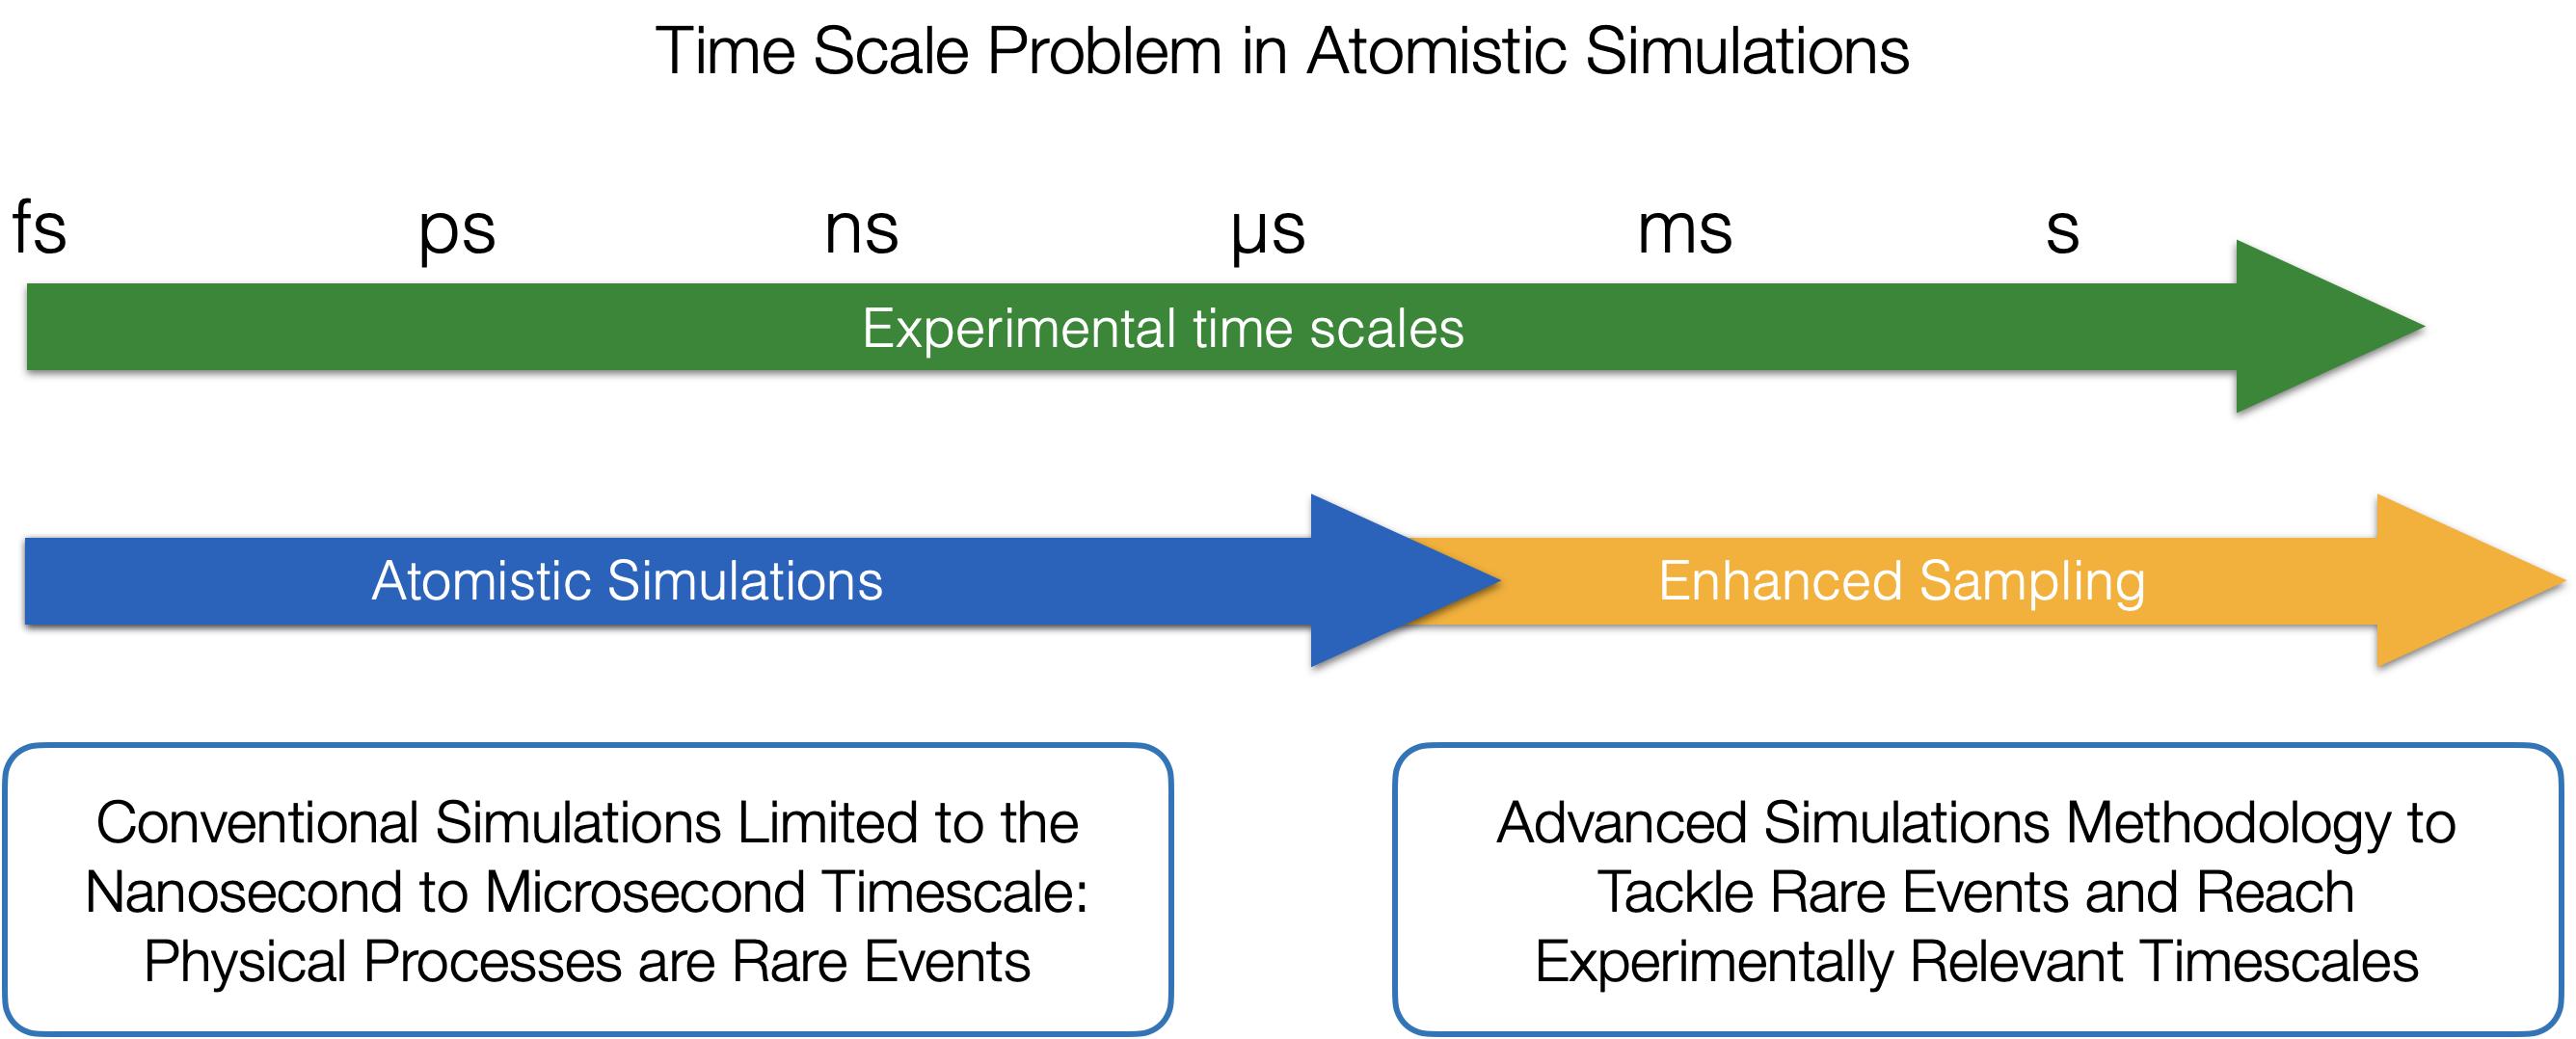 Time Scale Problem in Atomistic Simulations
fs ps ns µs ms s
Experimental time scales
Atomistic Simulations
Enhanced Sampling
Conventional Simulations Limited to the
Nanosecond to Microsecond Timescale:
Physical Processes are Rare Events
Advanced Simulations Methodology to
Tackle Rare Events and Reach
Experimentally Relevant Timescales